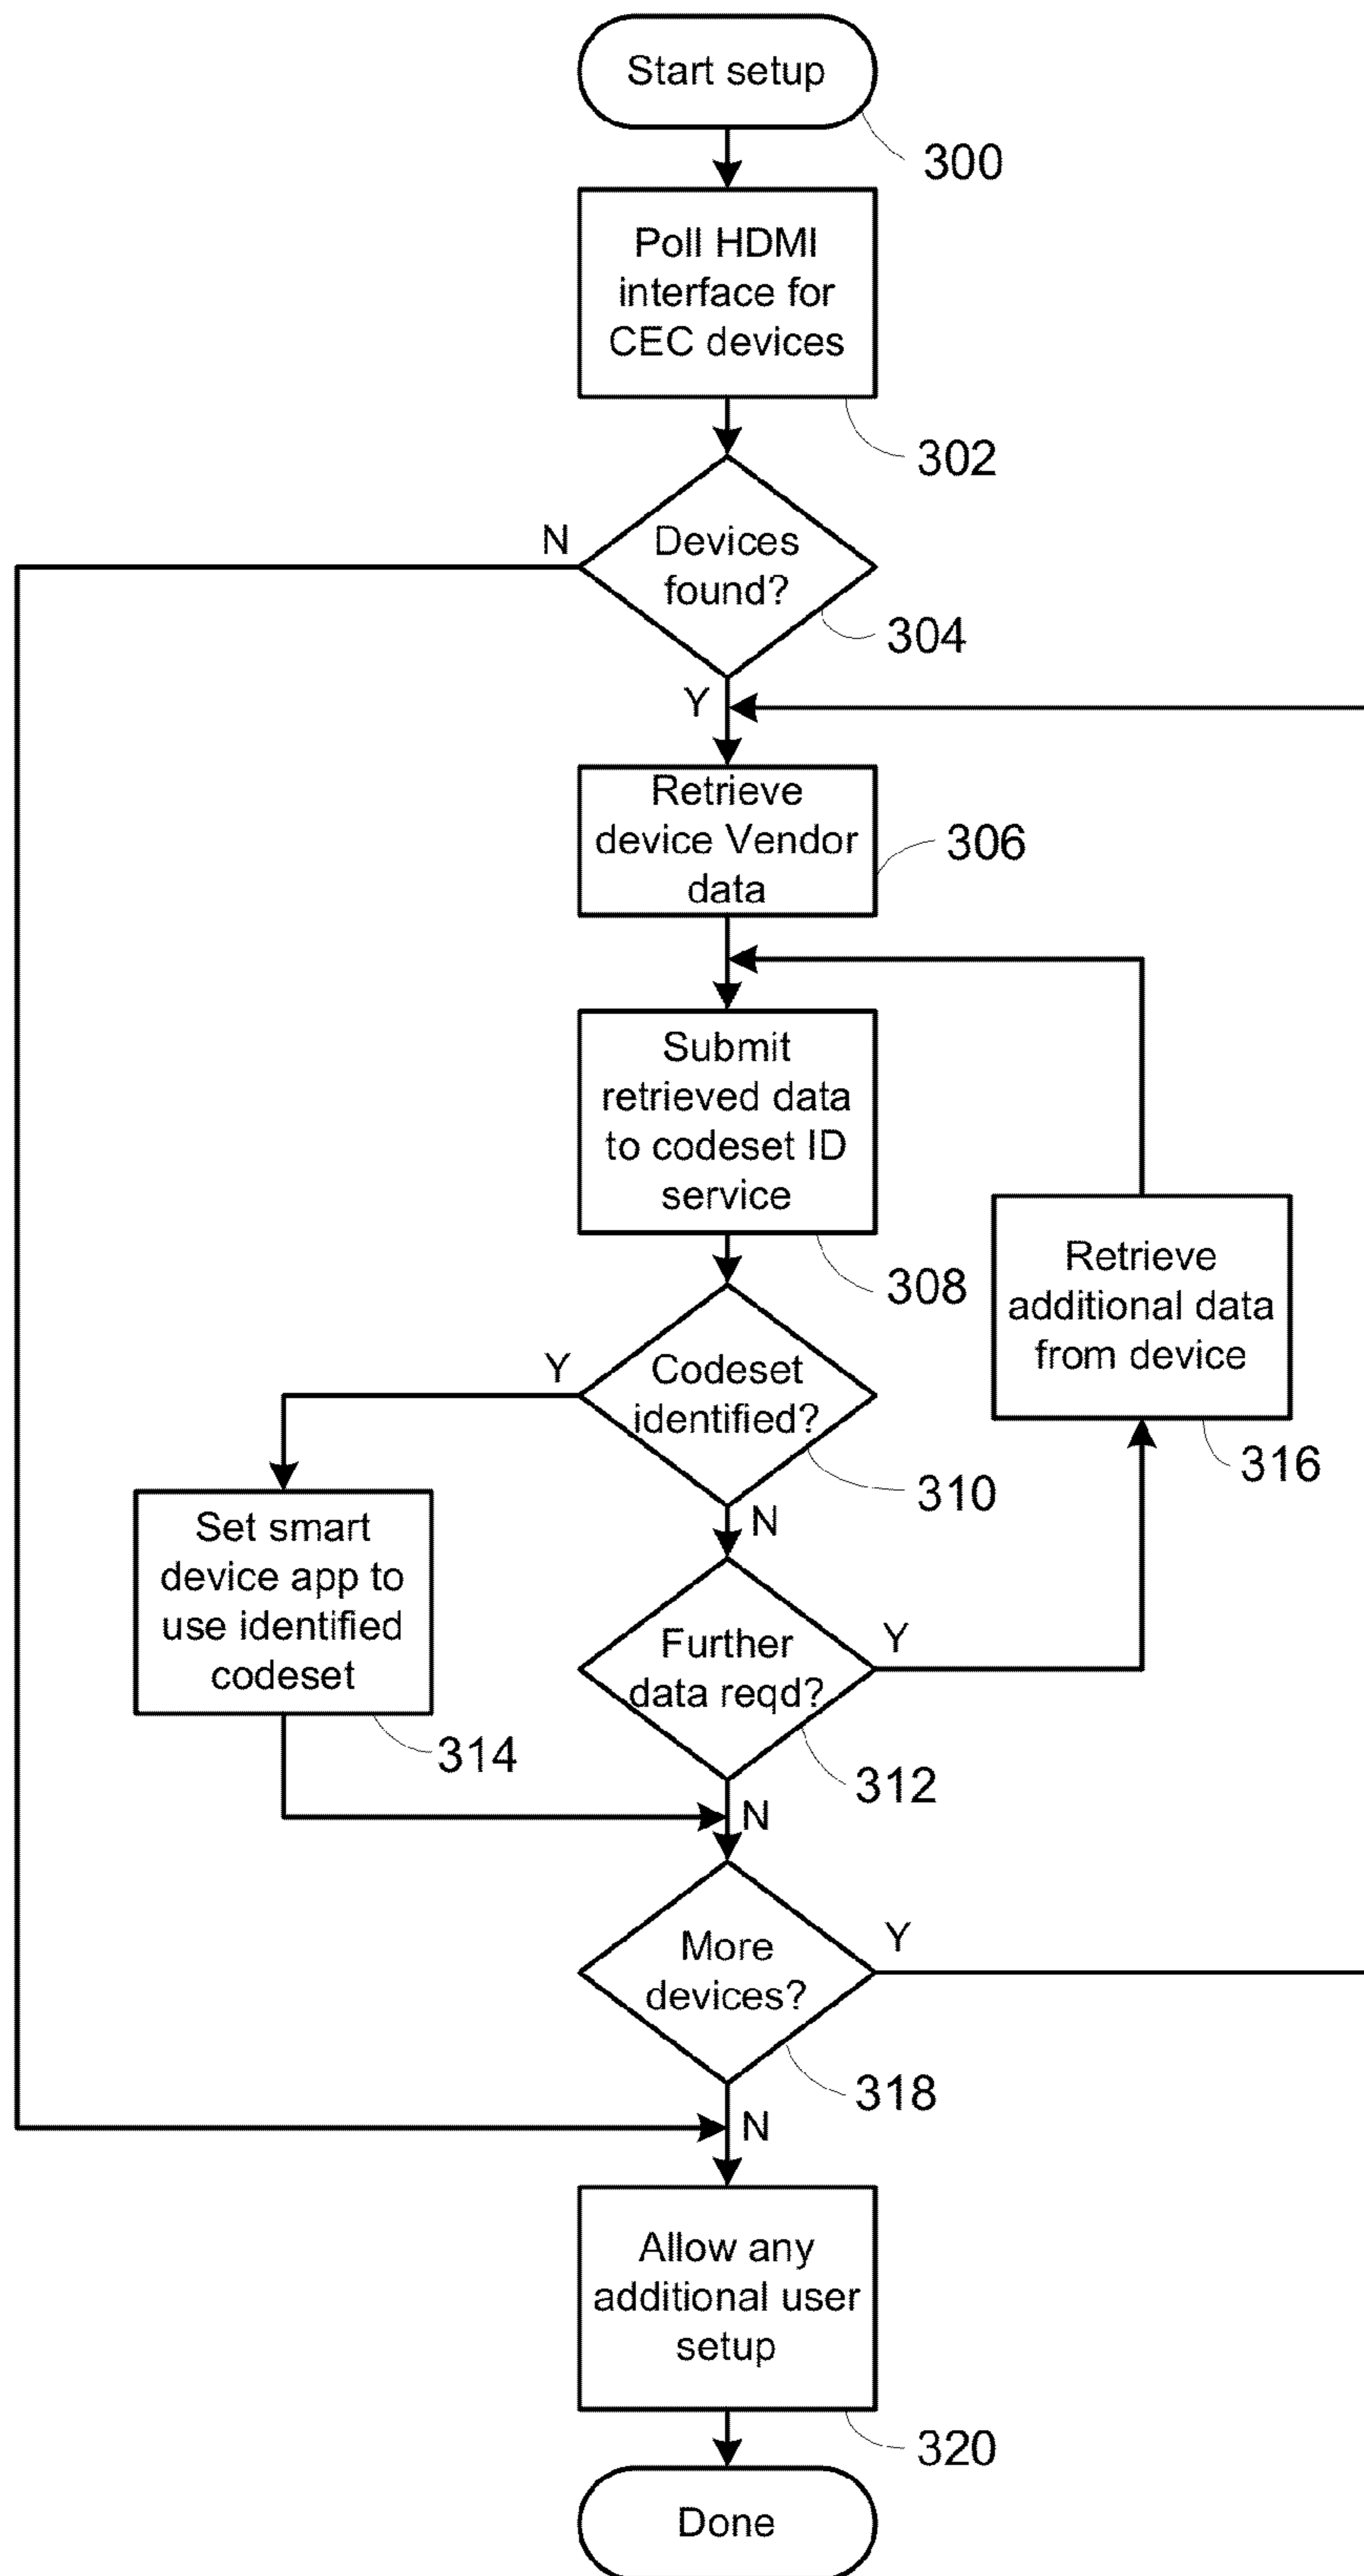 Start setup
300
Poll HDMI
interface for
CEC devices
302
N
Devices
found?
304
Y
Retrieve
device Vendor
data
306
Submit
retrieved data
to codeset ID
service
308
Retrieve
additional data
from device
316
Y
Codeset
identified?
310
N
Set smart
device app to
use identified
codeset
314
Further
data reqd?
Y
312
N
More
devices?
Y
318
N
Allow any
additional user
setup
320
Done